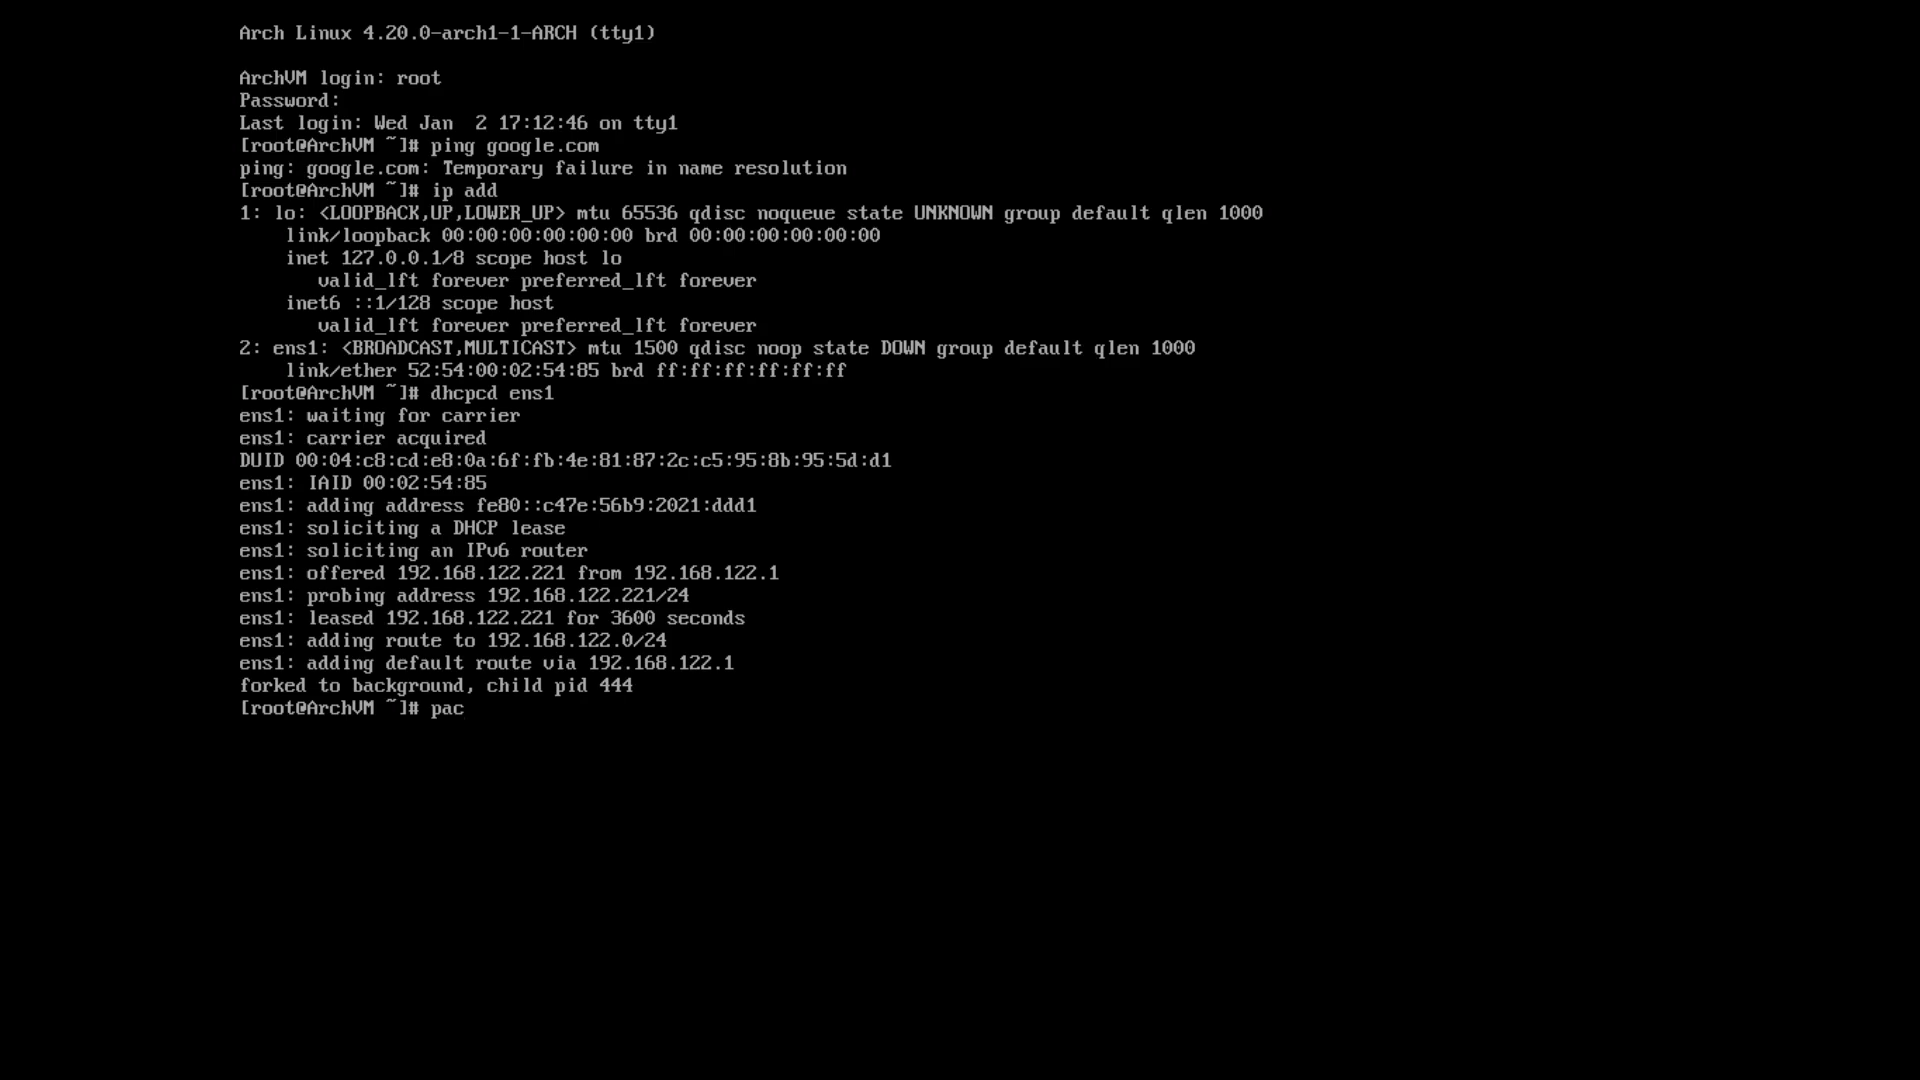 Arch Linux 4.20.0-arch1-1-ARCH (tty1)
ArchVM login: root
Password:
Last login: Wed Jan  2 17:12:46 on tty1
[root@ArchVM ~]# ping google.com
ping: google.com: Temporary failure in name resolution
[root@ArchVM ~]# ip add
1: lo: <LOOPBACK,UP,LOWER_UP> mtu 65536 qdisc noqueue state UNKNOWN group default qlen 1000
    link/loopback 00:00:00:00:00:00 brd 00:00:00:00:00:00
    inet 127.0.0.1/8 scope host lo
       valid_lft forever preferred_lft forever
    inet6 ::1/128 scope host
       valid_lft forever preferred_lft forever
2: ens1: <BROADCAST,MULTICAST> mtu 1500 qdisc noop state DOWN group default qlen 1000
    link/ether 52:54:00:02:54:85 brd ff:ff:ff:ff:ff:ff
[root@ArchVM ~]# dhcpcd ens1
ens1: waiting for carrier
ens1: carrier acquired
DUID 00:04:c8:cd:e8:0a:6f:fb:4e:81:87:2c:c5:95:8b:95:5d:d1
ens1: IAID 00:02:54:85
ens1: adding address fe80::c47e:56b9:2021:ddd1
ens1: soliciting a DHCP lease
ens1: soliciting an IPv6 router
ens1: offered 192.168.122.221 from 192.168.122.1
ens1: probing address 192.168.122.221/24
ens1: leased 192.168.122.221 for 3600 seconds
ens1: adding route to 192.168.122.0/24
ens1: adding default route via 192.168.122.1
forked to background, child pid 444
[root@ArchVM ~]# pac